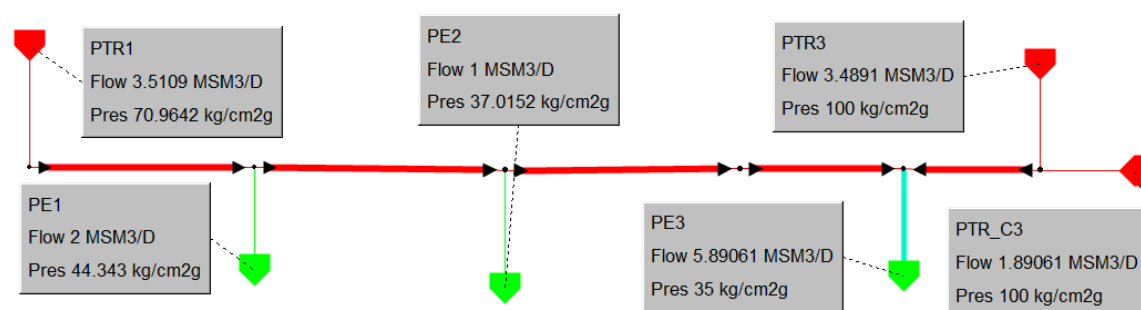 PTR1
Flow 3.5109 MSM3/D
Pres 70.9642 kg/cm2g
PE2
Flow 1 MSM3/D
Pres 37.0152 kg/cm2g
PTR3
Flow 3.4891 MSM3/D
Pres 100 kg/cm2g
PE1
Flow 2 MSM3/D
Pres 44.343 kg/cm2g
PE3
Flow 5.89061 MSM3/D
Pres 35 kg/cm2g
PTR_C3
Flow 1.89061 MSM3/D
Pres 100 kg/cm2g